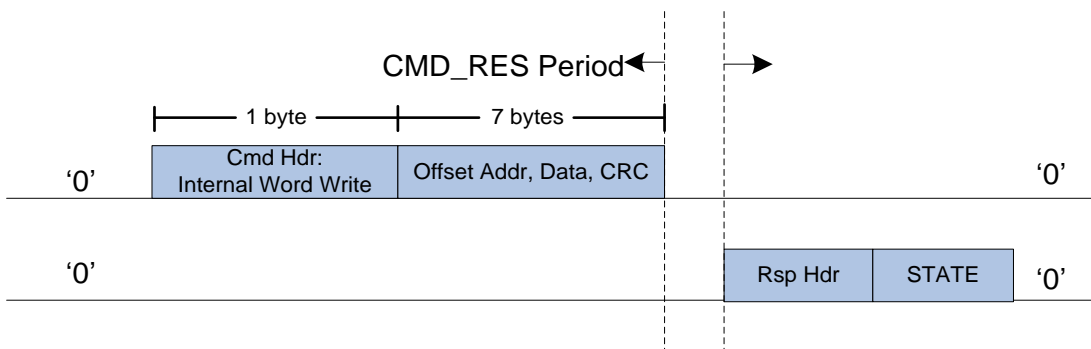 CMD_RES Period
1 byte
7 bytes
‘0’
Cmd Hdr:
Internal Word Write
Offset Addr, Data, CRC
‘0’
‘0’
Rsp Hdr
STATE
‘0’